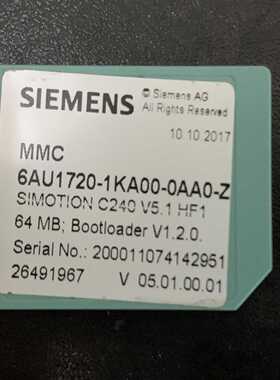 © Siemens AG
All Rights Reserved
SIEMENS
10.10.2017
MMC
6AU1720-1KA00-0AA0-Z
SIMOTION C240 V5.1 HF1
64 MB; Bootloader V1.2.0.
Serial No.: 200011074142951
26491967 V 05.01.00.01